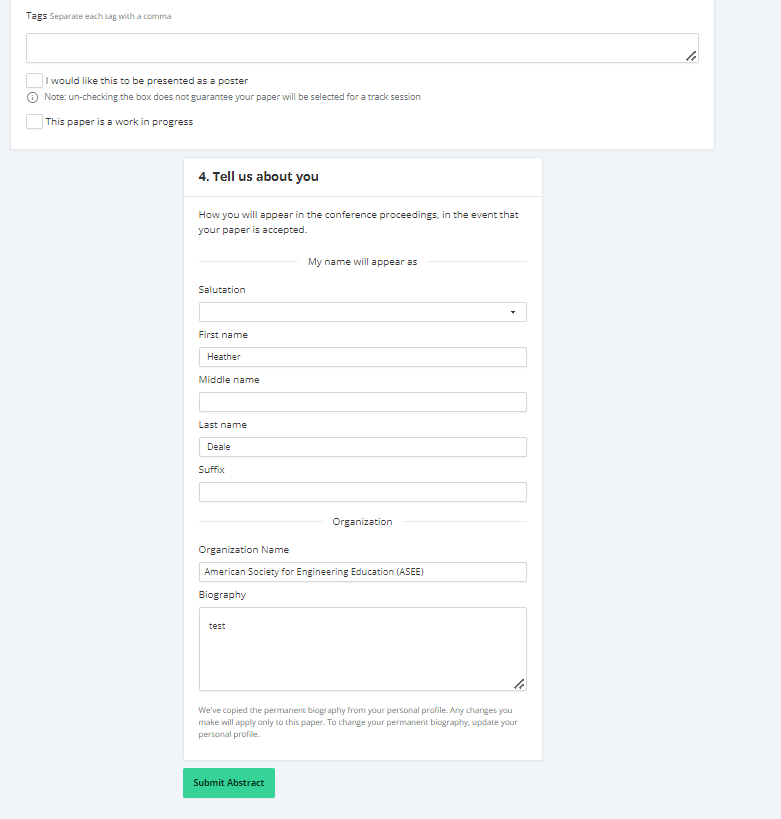 Tags Separate each tag with a comma
I would like this to be presented as a poster
Note: un-checking the box does not guarantee your paper will be selected for a track session
This paper is a work in progress
4. Tell us about you
How you will appear in the conference proceedings, in the event that
your paper is accepted.
My name will appear as
Salutation
First name
Heather
Middle name
Last name
Deale
Suffix
Organization
Organization Name
American Society for Engineering Education (ASEE)
Biography
test
We've copied the permanent biography from your personal profile. Any changes you
make will apply only to this paper. To change your permanent biography, update your
personal profile.
Submit Abstract